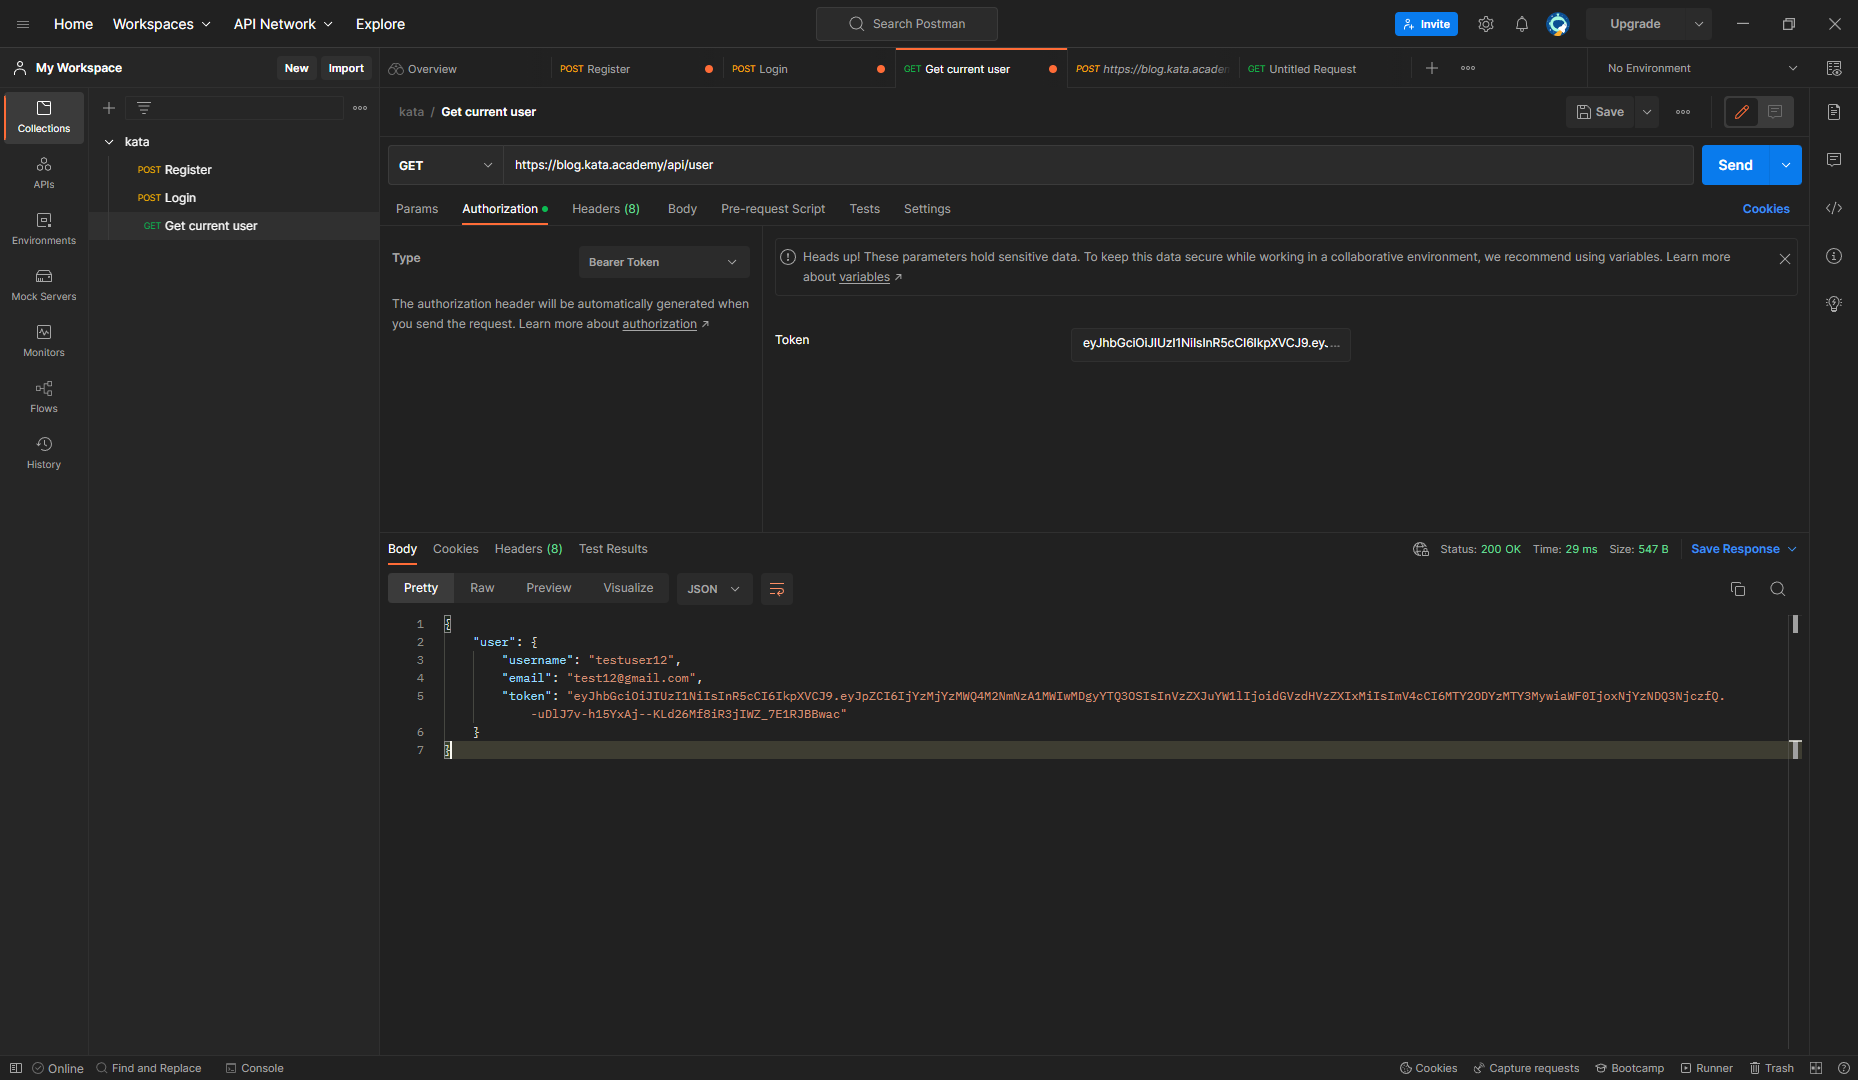 Home Workspaces API Network Explore Search Postman Invite Upgrade
My Workspace New Import Overview POST Register POST Login GET Get current user POST https://blog.kata.academ GET Untitled Request No Environment
Collections
APIs
Environments
Mock Servers
Monitors
Flows
History
kata
POST Register
POST Login
GET Get current user
kata / Get current user Save
GET https://blog.kata.academy/api/user Send
Params Authorization Headers (8) Body Pre-request Script Tests Settings Cookies
Type Bearer Token
The authorization header will be automatically generated when
you send the request. Learn more about authorization ↗
Heads up! These parameters hold sensitive data. To keep this data secure while working in a collaborative environment, we recommend using variables. Learn more
about variables ↗
Token eyJhbGciOiJIUzI1NiIsInR5cCI6IkpXVCJ9.ey. ...
Body Cookies Headers (8) Test Results Status: 200 OK Time: 29 ms Size: 547 B Save Response
Pretty Raw Preview Visualize JSON
1 {
2 "user": {
3 "username": "testuser12",
4 "email": "test12@gmail.com",
5 "token": "eyJhbGciOiJIUzI1NiIsInR5cCI6IkpXVCJ9.eyJpZCI6IjYzMjYzMWQ4M2NmNzA1MWIwMDgyYTQ3OSIsInVzZXJuYW1lIjoidGVzdHVzZXIxMiIsImV4cCI6MTY2ODYzMTY3MywiaWF0IjoxNjYzNDQ3NjczfQ.
-uDlJ7v-h15YxAj--KLd26Mf8iR3jIWZ_7E1RJBBwac"
6 }
7 }
Online Find and Replace Console Cookies Capture requests Bootcamp Runner Trash